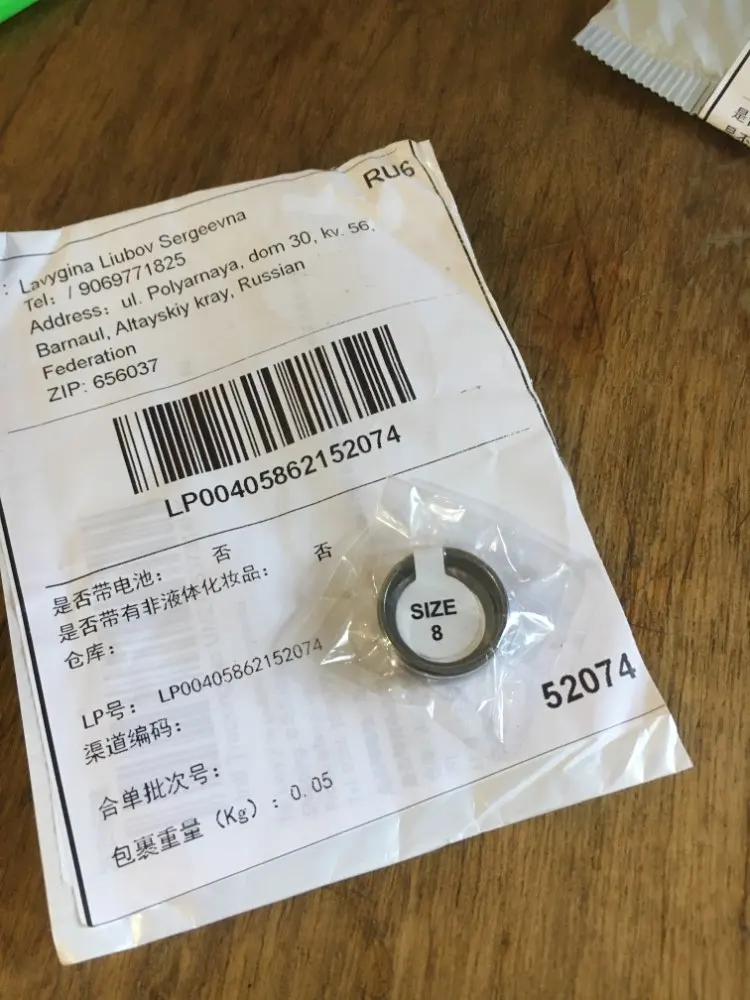 RU6
: Lavygina Liubov Sergeevna
Tel: / 9069771825
Address: ul. Polyarnaya, dom 30, kv. 56,
Barnaul, Altayskiy kray, Russian
Federation
ZIP: 656037
LP00405862152074
是否带电池: 否
是否带有非液体化妆品: 否
仓库:
LP号: LP00405862152074
渠道编码:
52074
合单批次号:
包裹重量 (Kg) : 0.05
SIZE
8